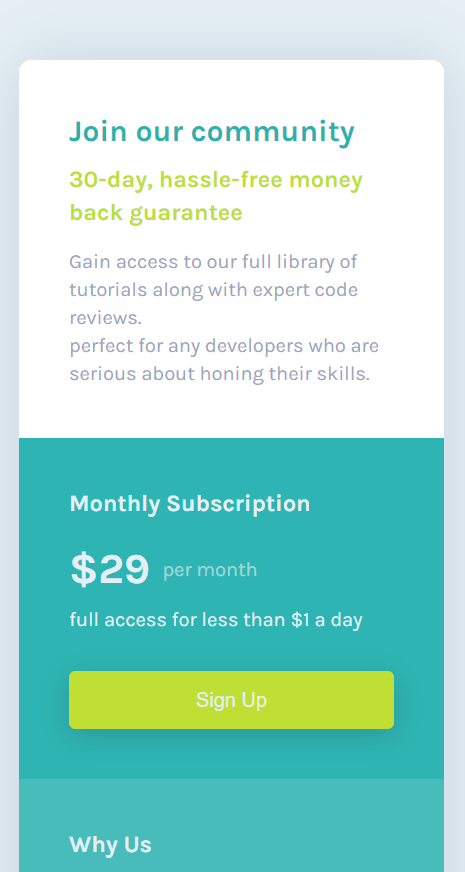 Join our community
30-day, hassle-free money
back guarantee
Gain access to our full library of
tutorials along with expert code
reviews.
perfect for any developers who are
serious about honing their skills.
Monthly Subscription
$29 per month
full access for less than $1 a day
Sign Up
Why Us